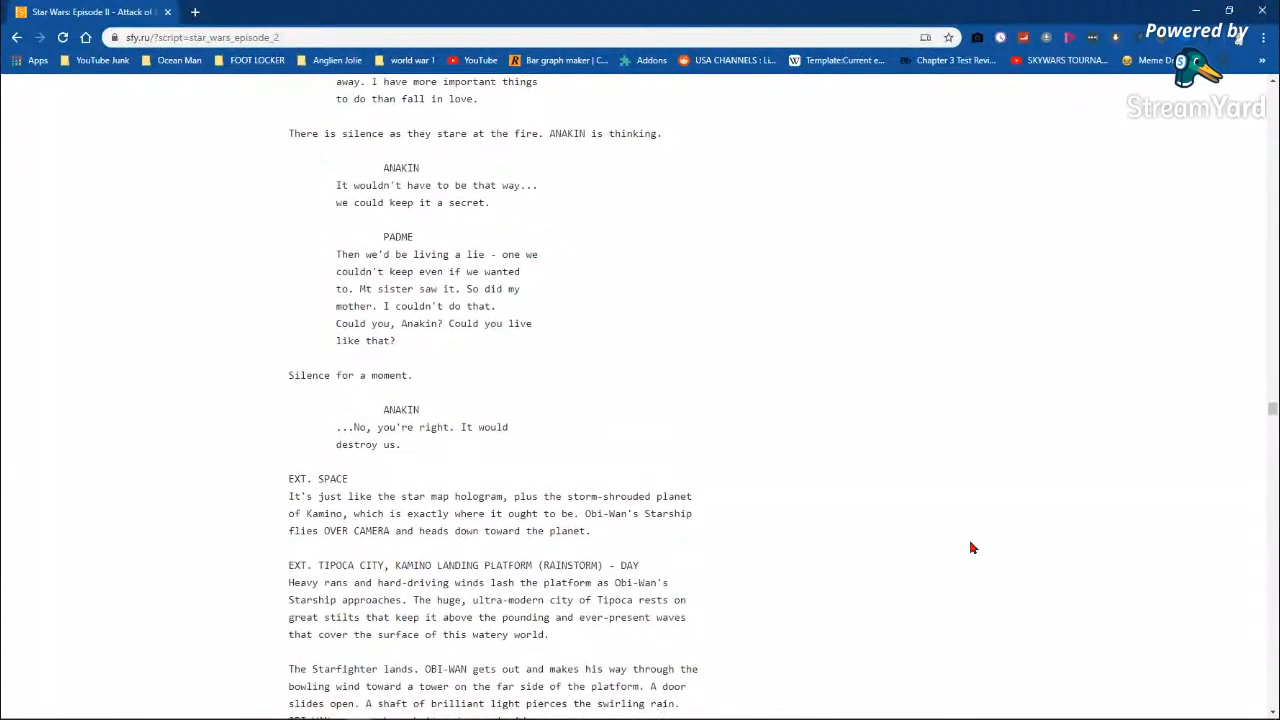 Star Wars: Episode II - Attack of
sfy.ru/?script=star_wars_episode_2
Powered by
Apps YouTube Junk Ocean Man FOOT LOCKER Anglien Jolie world war 1 YouTube Bar graph maker | C... Addons USA CHANNELS : Li... Template:Current e... Chapter 3 Test Revi... SKYWARS TOURNA... Meme
StreamYard
away. I have more important things
to do than fall in love.
There is silence as they stare at the fire. ANAKIN is thinking.
ANAKIN
It wouldn't have to be that way...
we could keep it a secret.
PADME
Then we'd be living a lie - one we
couldn't keep even if we wanted
to. Mt sister saw it. So did my
mother. I couldn't do that.
Could you, Anakin? Could you live
like that?
Silence for a moment.
ANAKIN
...No, you're right. It would
destroy us.
EXT. SPACE
It's just like the star map hologram, plus the storm-shrouded planet
of Kamino, which is exactly where it ought to be. Obi-Wan's Starship
flies OVER CAMERA and heads down toward the planet.
EXT. TIPOCA CITY, KAMINO LANDING PLATFORM (RAINSTORM) - DAY
Heavy rans and hard-driving winds lash the platform as Obi-Wan's
Starship approaches. The huge, ultra-modern city of Tipoca rests on
great stilts that keep it above the pounding and ever-present waves
that cover the surface of this watery world.
The Starfighter lands. OBI-WAN gets out and makes his way through the
bowling wind toward a tower on the far side of the platform. A door
slides open. A shaft of brilliant light pierces the swirling rain.